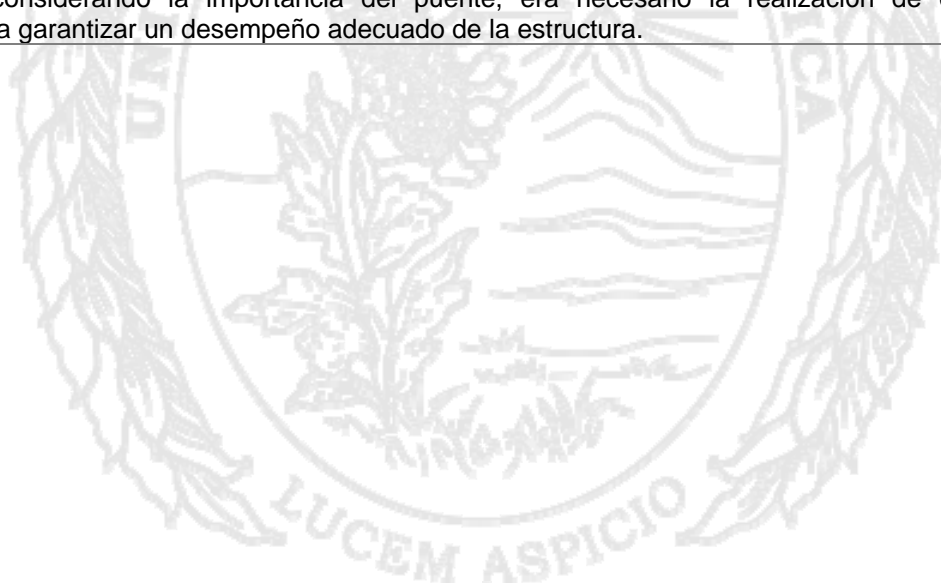 considerando la importancia del puente, era necesario la realización de
a garantizar un desempeño adecuado de la estructura.
LUCEM ASPICIO